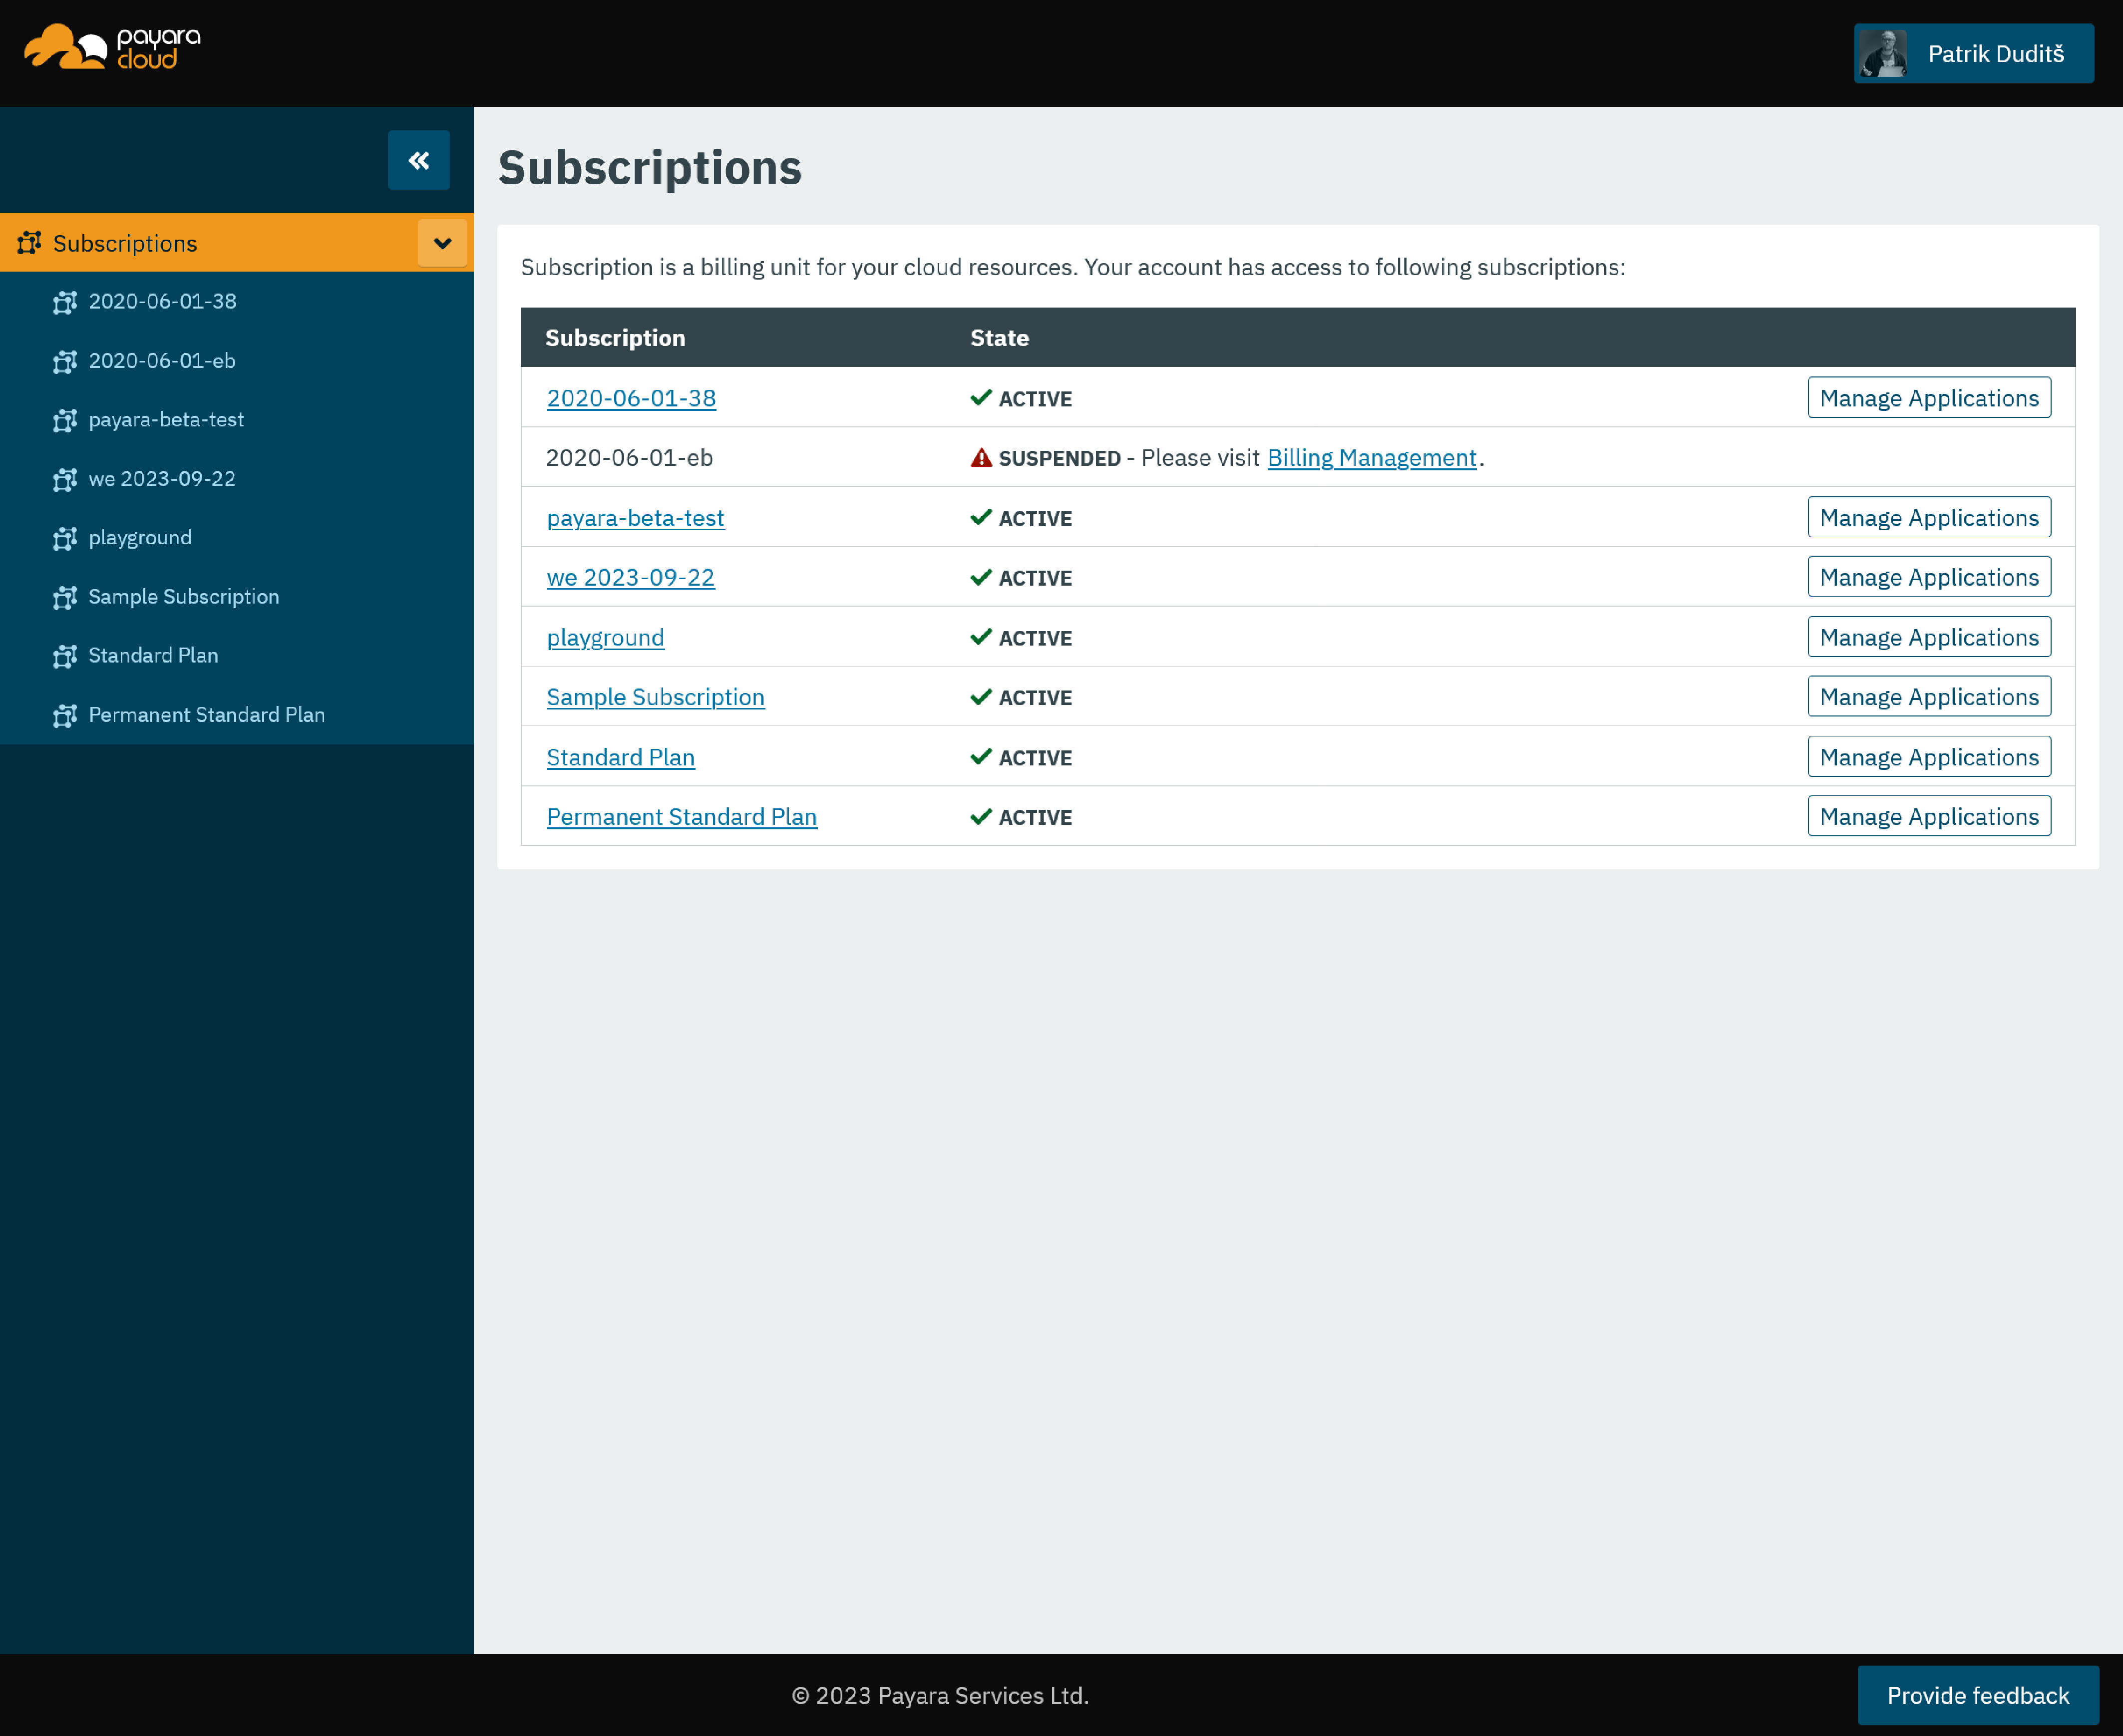 payara
cloud
Patrik Duditš
Subscriptions
2020-06-01-38
2020-06-01-eb
payara-beta-test
we 2023-09-22
playground
Sample Subscription
Standard Plan
Permanent Standard Plan
Subscriptions
Subscription is a billing unit for your cloud resources. Your account has access to following subscriptions:
Subscription State
2020-06-01-38 ACTIVE Manage Applications
2020-06-01-eb SUSPENDED - Please visit Billing Management.
payara-beta-test ACTIVE Manage Applications
we 2023-09-22 ACTIVE Manage Applications
playground ACTIVE Manage Applications
Sample Subscription ACTIVE Manage Applications
Standard Plan ACTIVE Manage Applications
Permanent Standard Plan ACTIVE Manage Applications
© 2023 Payara Services Ltd.
Provide feedback